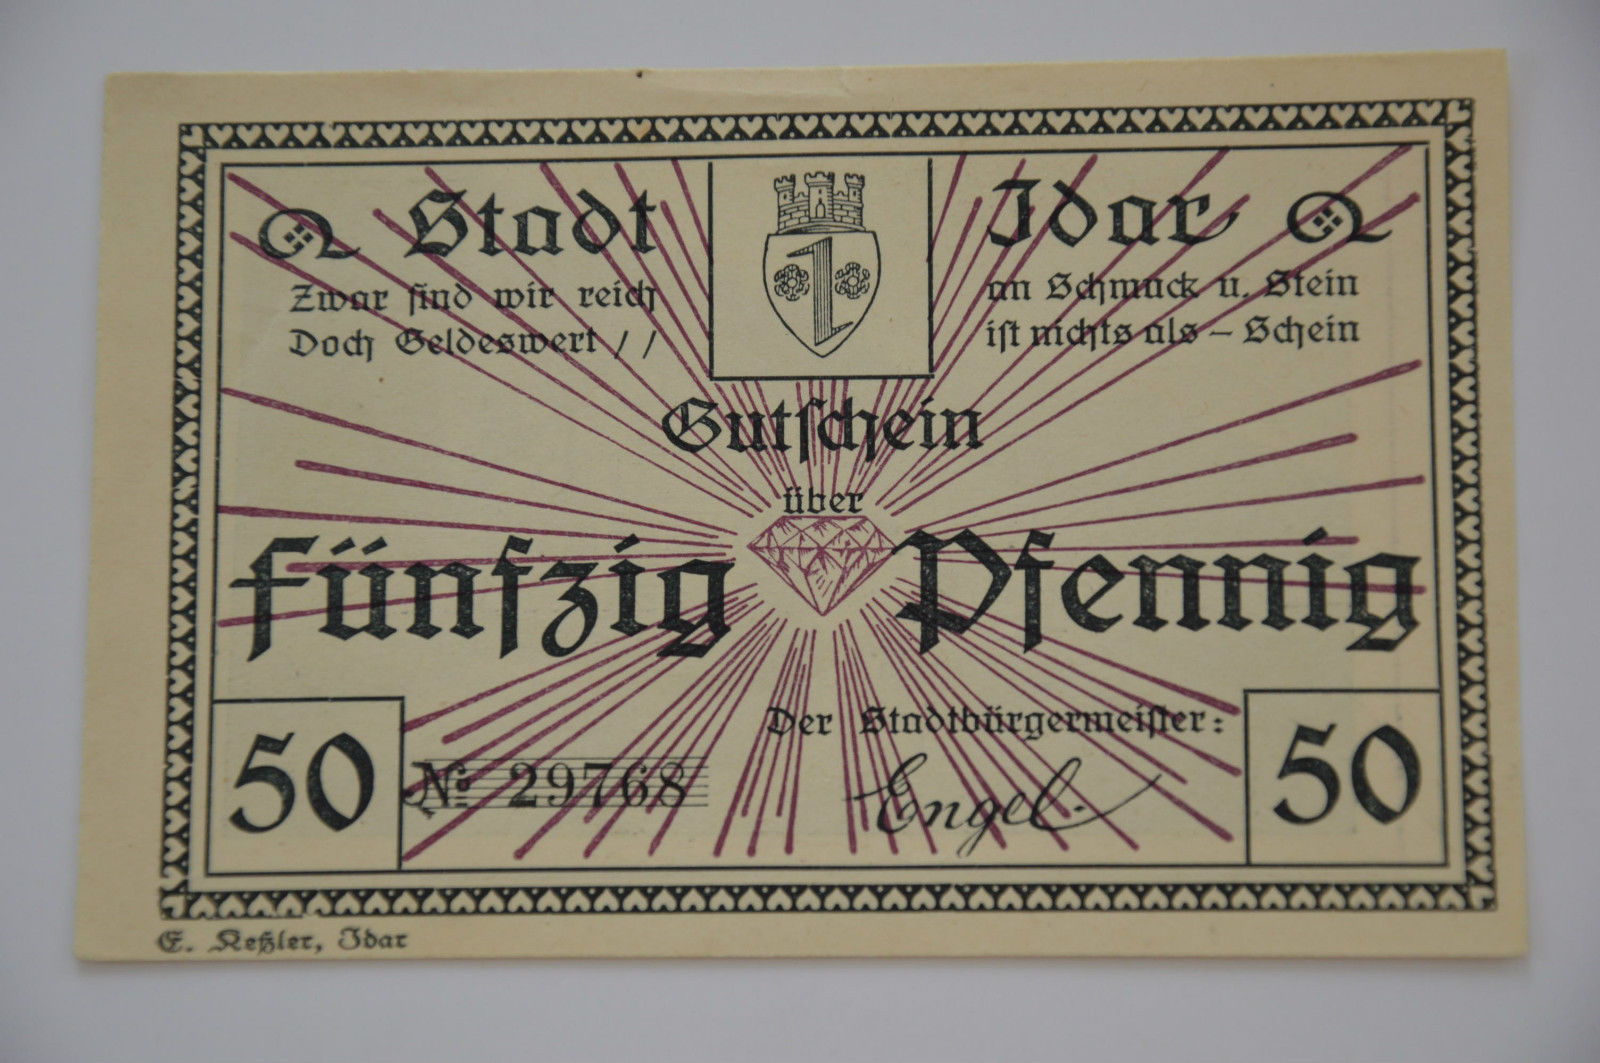 Stadt Idar
Zwar sind wir reich an Schmuck u. Stein
Doch Geldeswert // ist nichts als – Schein
Gutschein
über
fünfzig Pfennig
Der Stadtbürgermeister:
50 № 29768 Engel. 50
E. Keßler, Idar